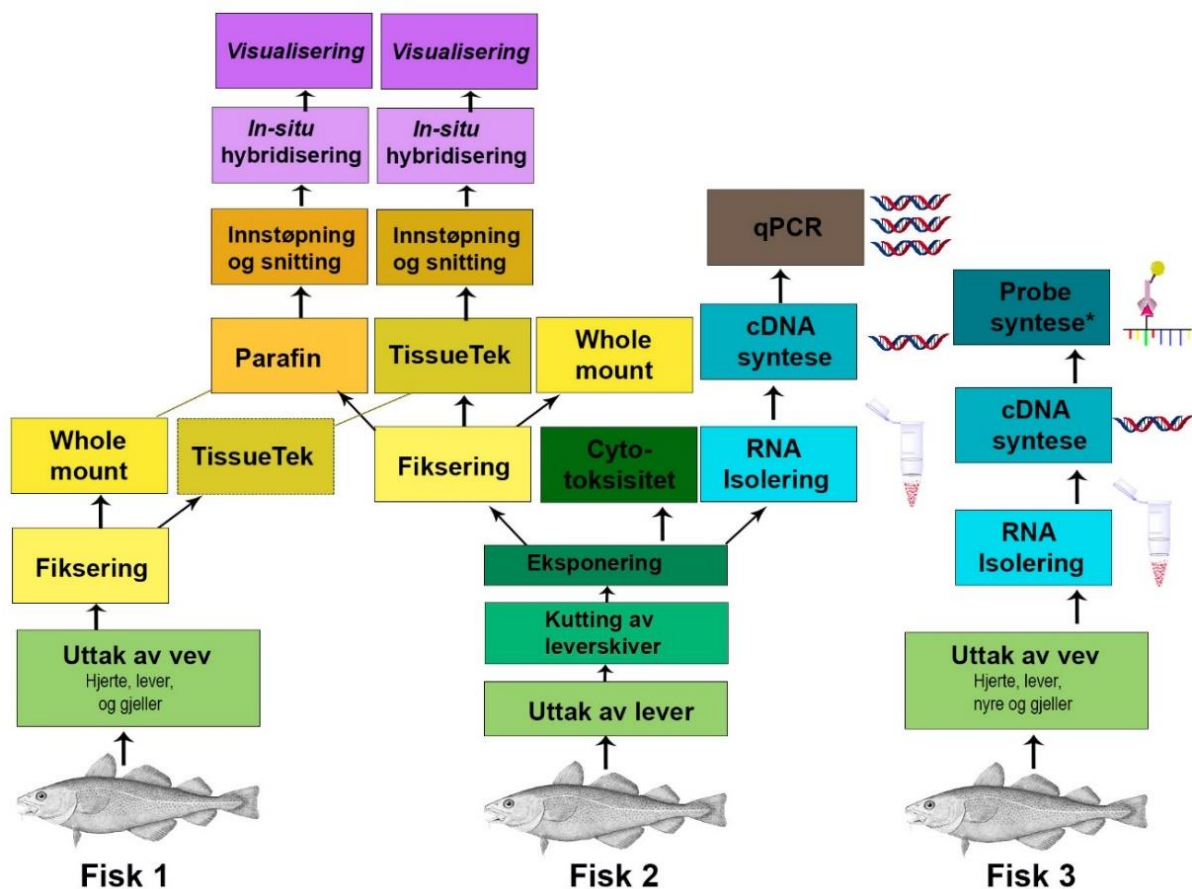 Visualisering
Visualisering
In-situ
hybridisering
In-situ
hybridisering
Innstøpning
og snitting
Innstøpning
og snitting
qPCR
Parafin
TissueTek
Whole
mount
cDNA
syntese
Probe
syntese*
Whole
mount
TissueTek
Fiksering
Cyto-
toksisitet
RNA
Isolering
cDNA
syntese
Fiksering
Eksponering
RNA
Isolering
Kutting av
leverskiver
Uttak av vev
Hjerte, lever,
og gjeller
Uttak av lever
Uttak av vev
Hjerte, lever,
nyre og gjeller
Fisk 1
Fisk 2
Fisk 3